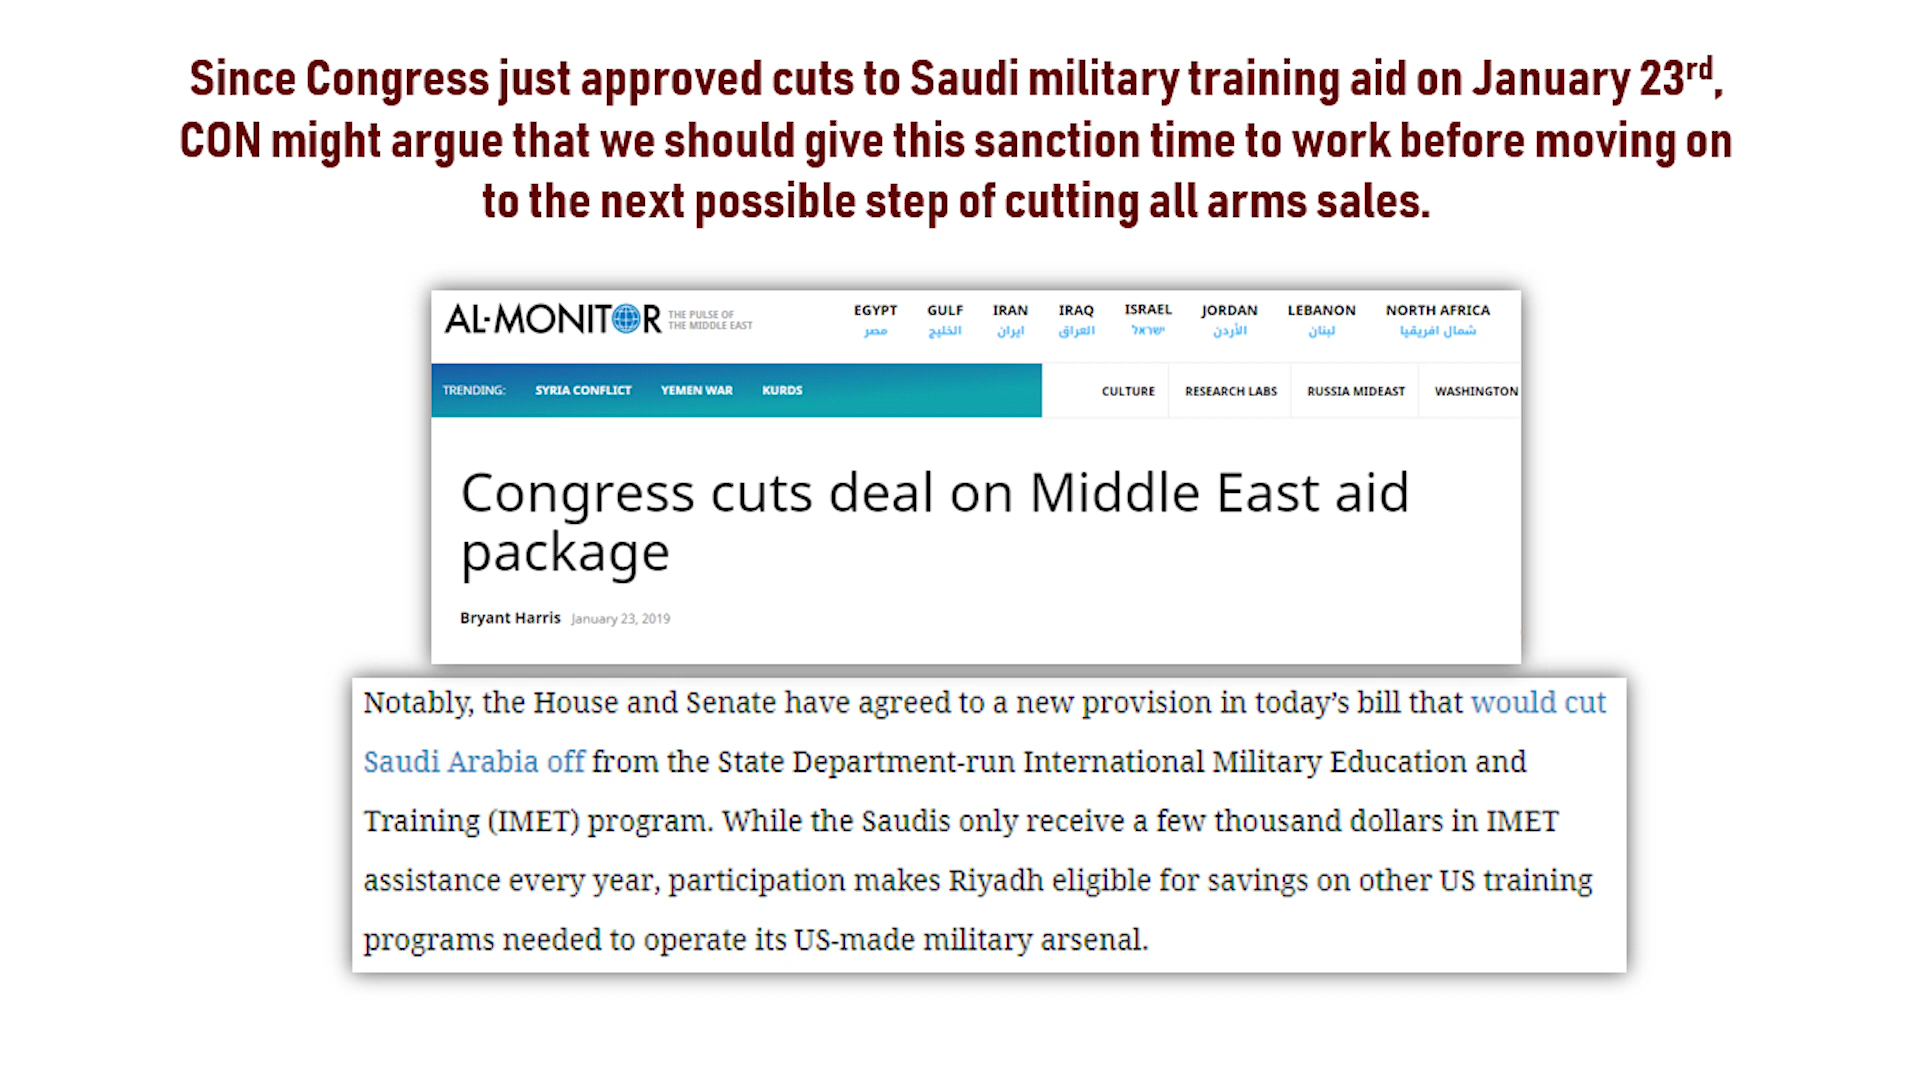 Since Congress just approved cuts to Saudi military training aid on January 23rd,
CON might argue that we should give this sanction time to work before moving on
to the next possible step of cutting all arms sales.
AL-MONITOR THE PULSE OF
THE MIDDLE EAST
EGYPT GULF IRAN IRAQ ISRAEL JORDAN LEBANON NORTH AFRICA
مصر الخليج ایران العراق ישראל الأردن لبنان شمال افريقيا
TRENDING: SYRIA CONFLICT YEMEN WAR KURDS CULTURE RESEARCH LABS RUSSIA MIDEAST WASHINGTON
Congress cuts deal on Middle East aid
package
Bryant Harris January 23, 2019
Notably, the House and Senate have agreed to a new provision in today’s bill that would cut
Saudi Arabia off from the State Department-run International Military Education and
Training (IMET) program. While the Saudis only receive a few thousand dollars in IMET
assistance every year, participation makes Riyadh eligible for savings on other US training
programs needed to operate its US-made military arsenal.